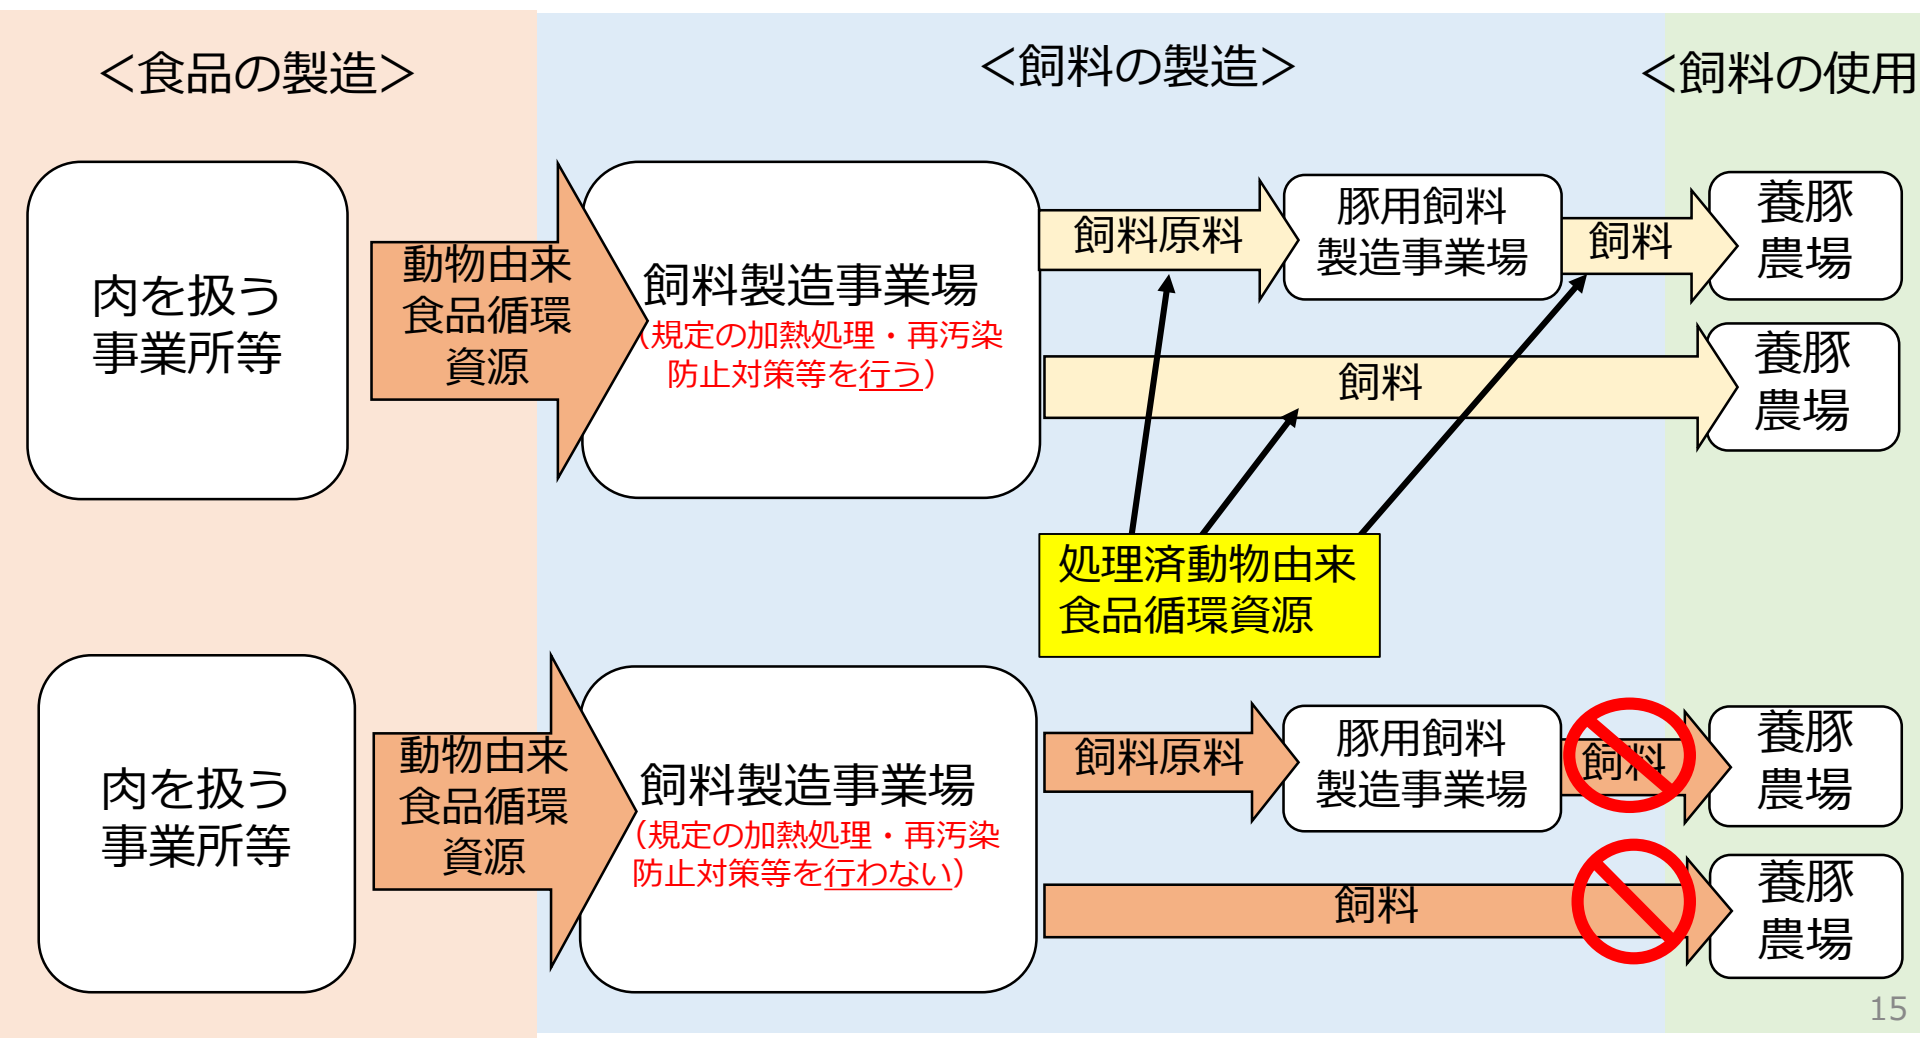 ＜食品の製造＞
＜飼料の製造＞
＜飼料の使用
肉を扱う
事業所等
動物由来
食品循環
資源
飼料製造事業場
（規定の加熱処理・再汚染
防止対策等を行う）
飼料原料
豚用飼料
製造事業場
飼料
養豚
農場
飼料
養豚
農場
処理済動物由来
食品循環資源
肉を扱う
事業所等
動物由来
食品循環
資源
飼料製造事業場
（規定の加熱処理・再汚染
防止対策等を行わない）
飼料原料
豚用飼料
製造事業場
飼料
養豚
農場
飼料
養豚
農場
15